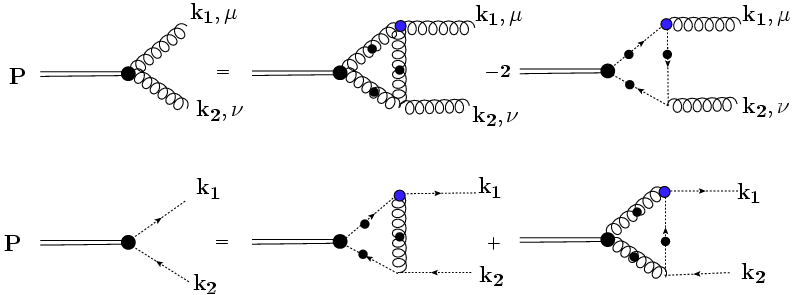 k₁, μ k₁, μ k₁, μ
P = −2
k₂, ν k₂, ν k₂, ν
k₁ k₁ k₁
P = +
k₂ k₂ k₂